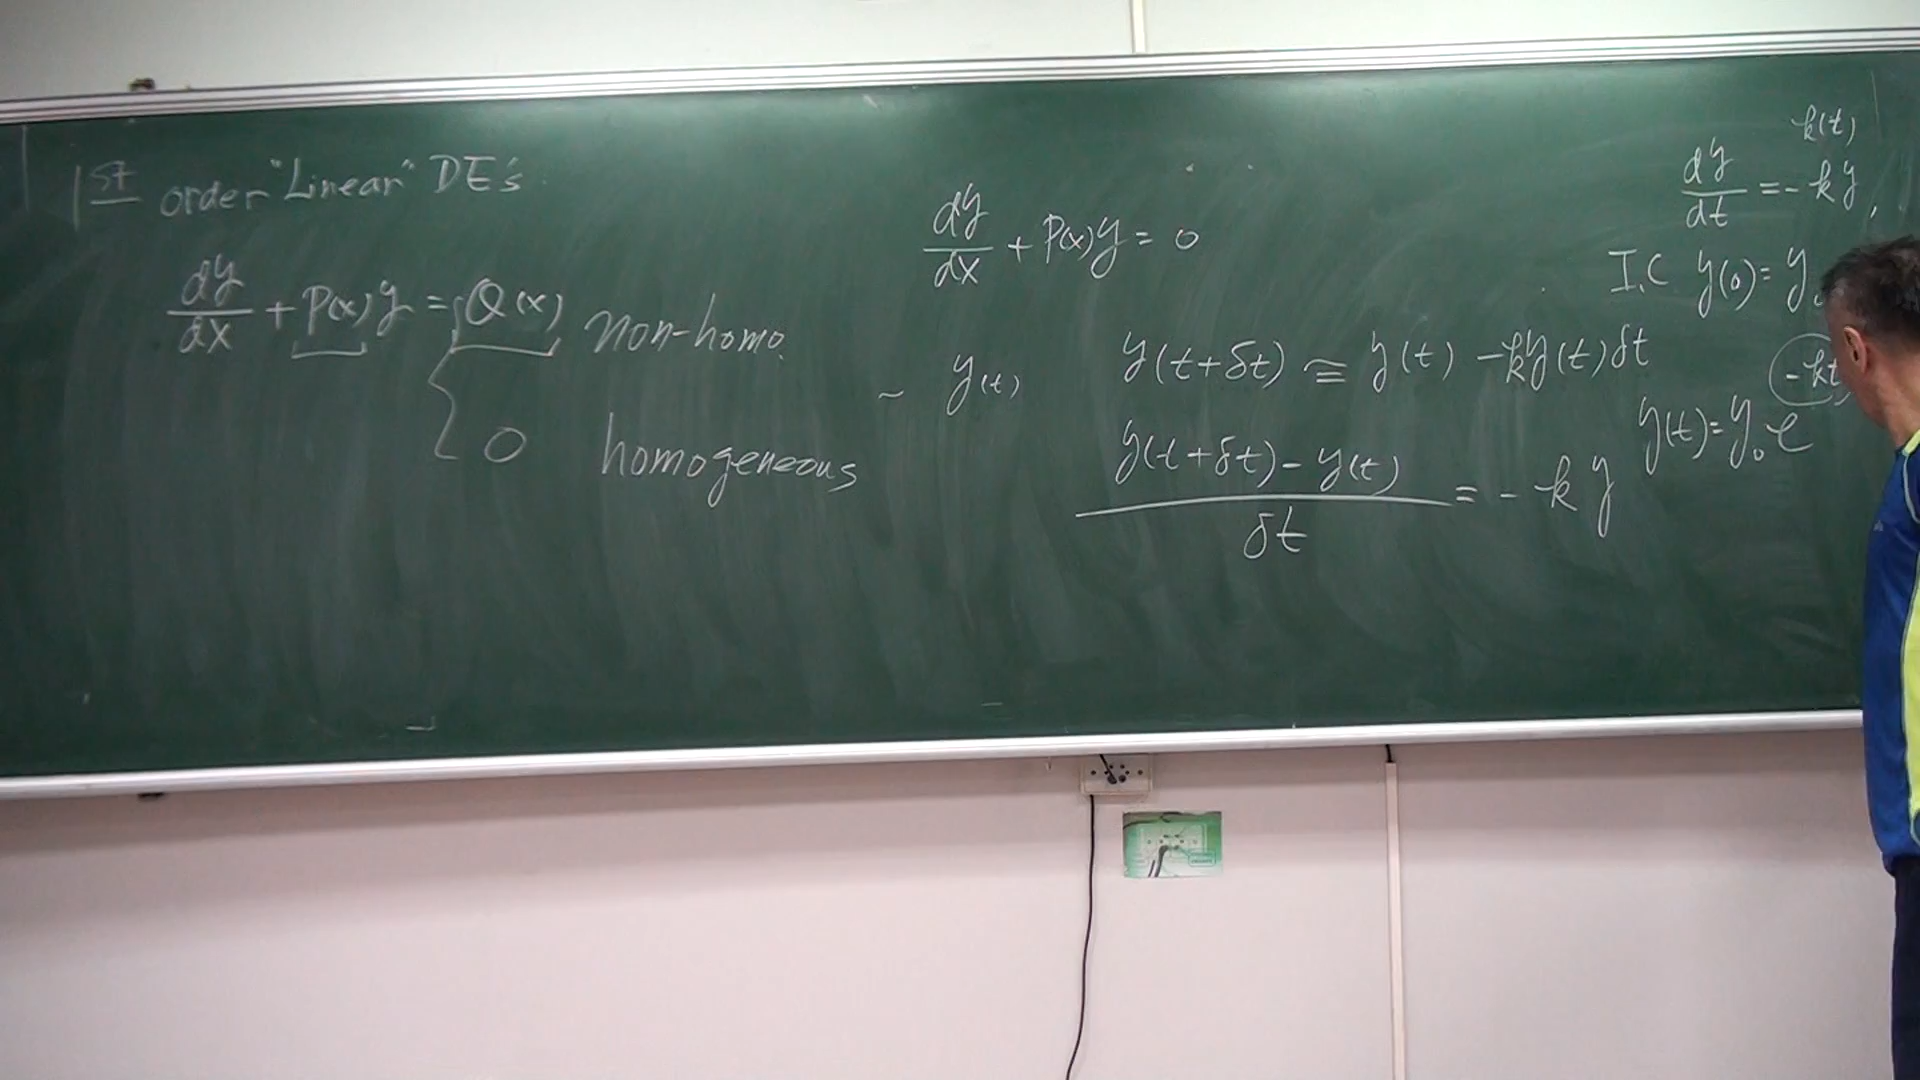 1st order "Linear" DE's
dy/dx + P(x)y = Q(x) non-homo.
0 homogeneous
dy/dx + P(x)y = 0
~ y(t)
y(t+δt) ≅ y(t) -ky(t)δt
y(t+δt) - y(t) / δt = -ky
k(t)
dy/dt = -ky,
I.C y(0) = y
y(t) = y₀e^-kt